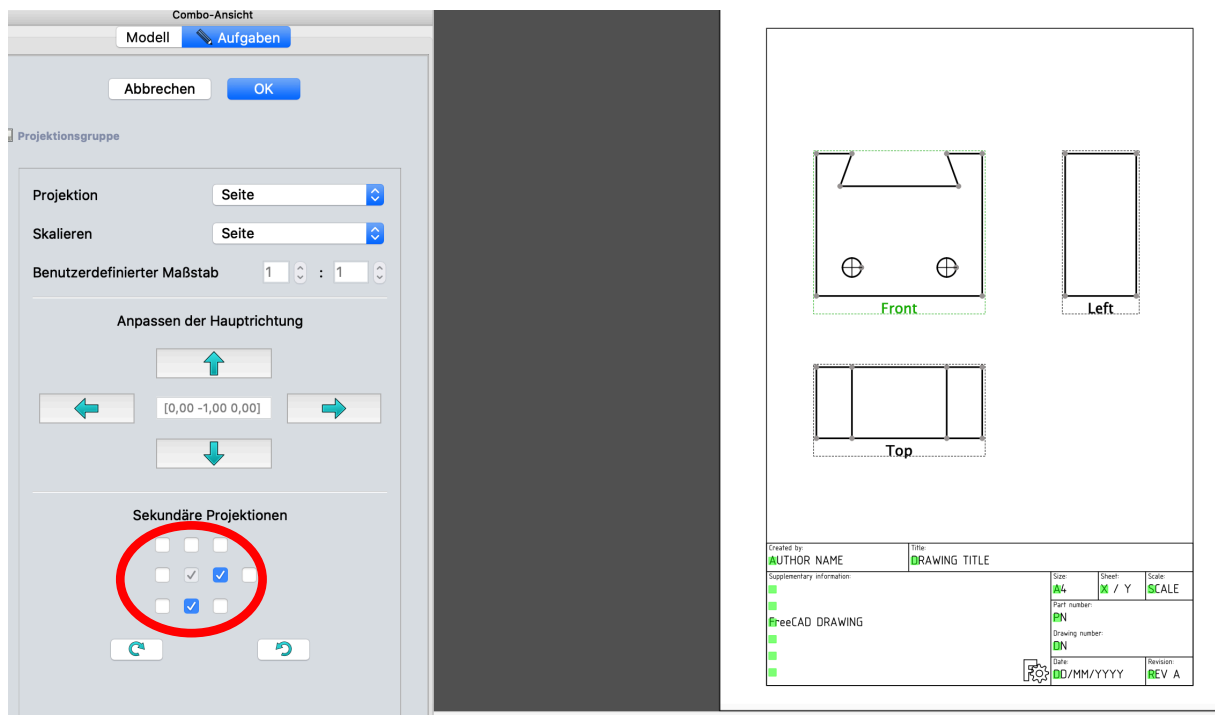 Combo-Ansicht
Modell Aufgaben
Abbrechen OK
Projektionsgruppe
Projektion Seite
Skalieren Seite
Benutzerdefinierter Maßstab 1 : 1
Anpassen der Hauptrichtung
[0,00 -1,00 0,00]
Sekundäre Projektionen
Front
Left
Top
Created by: Title:
AUTHOR NAME DRAWING TITLE
Supplementary information: Size: Sheet: Scale:
A4 X / Y SCALE
Part number:
PN
FreeCAD DRAWING
Drawing number:
DN
Date: Revision:
DD/MM/YYYY REV A